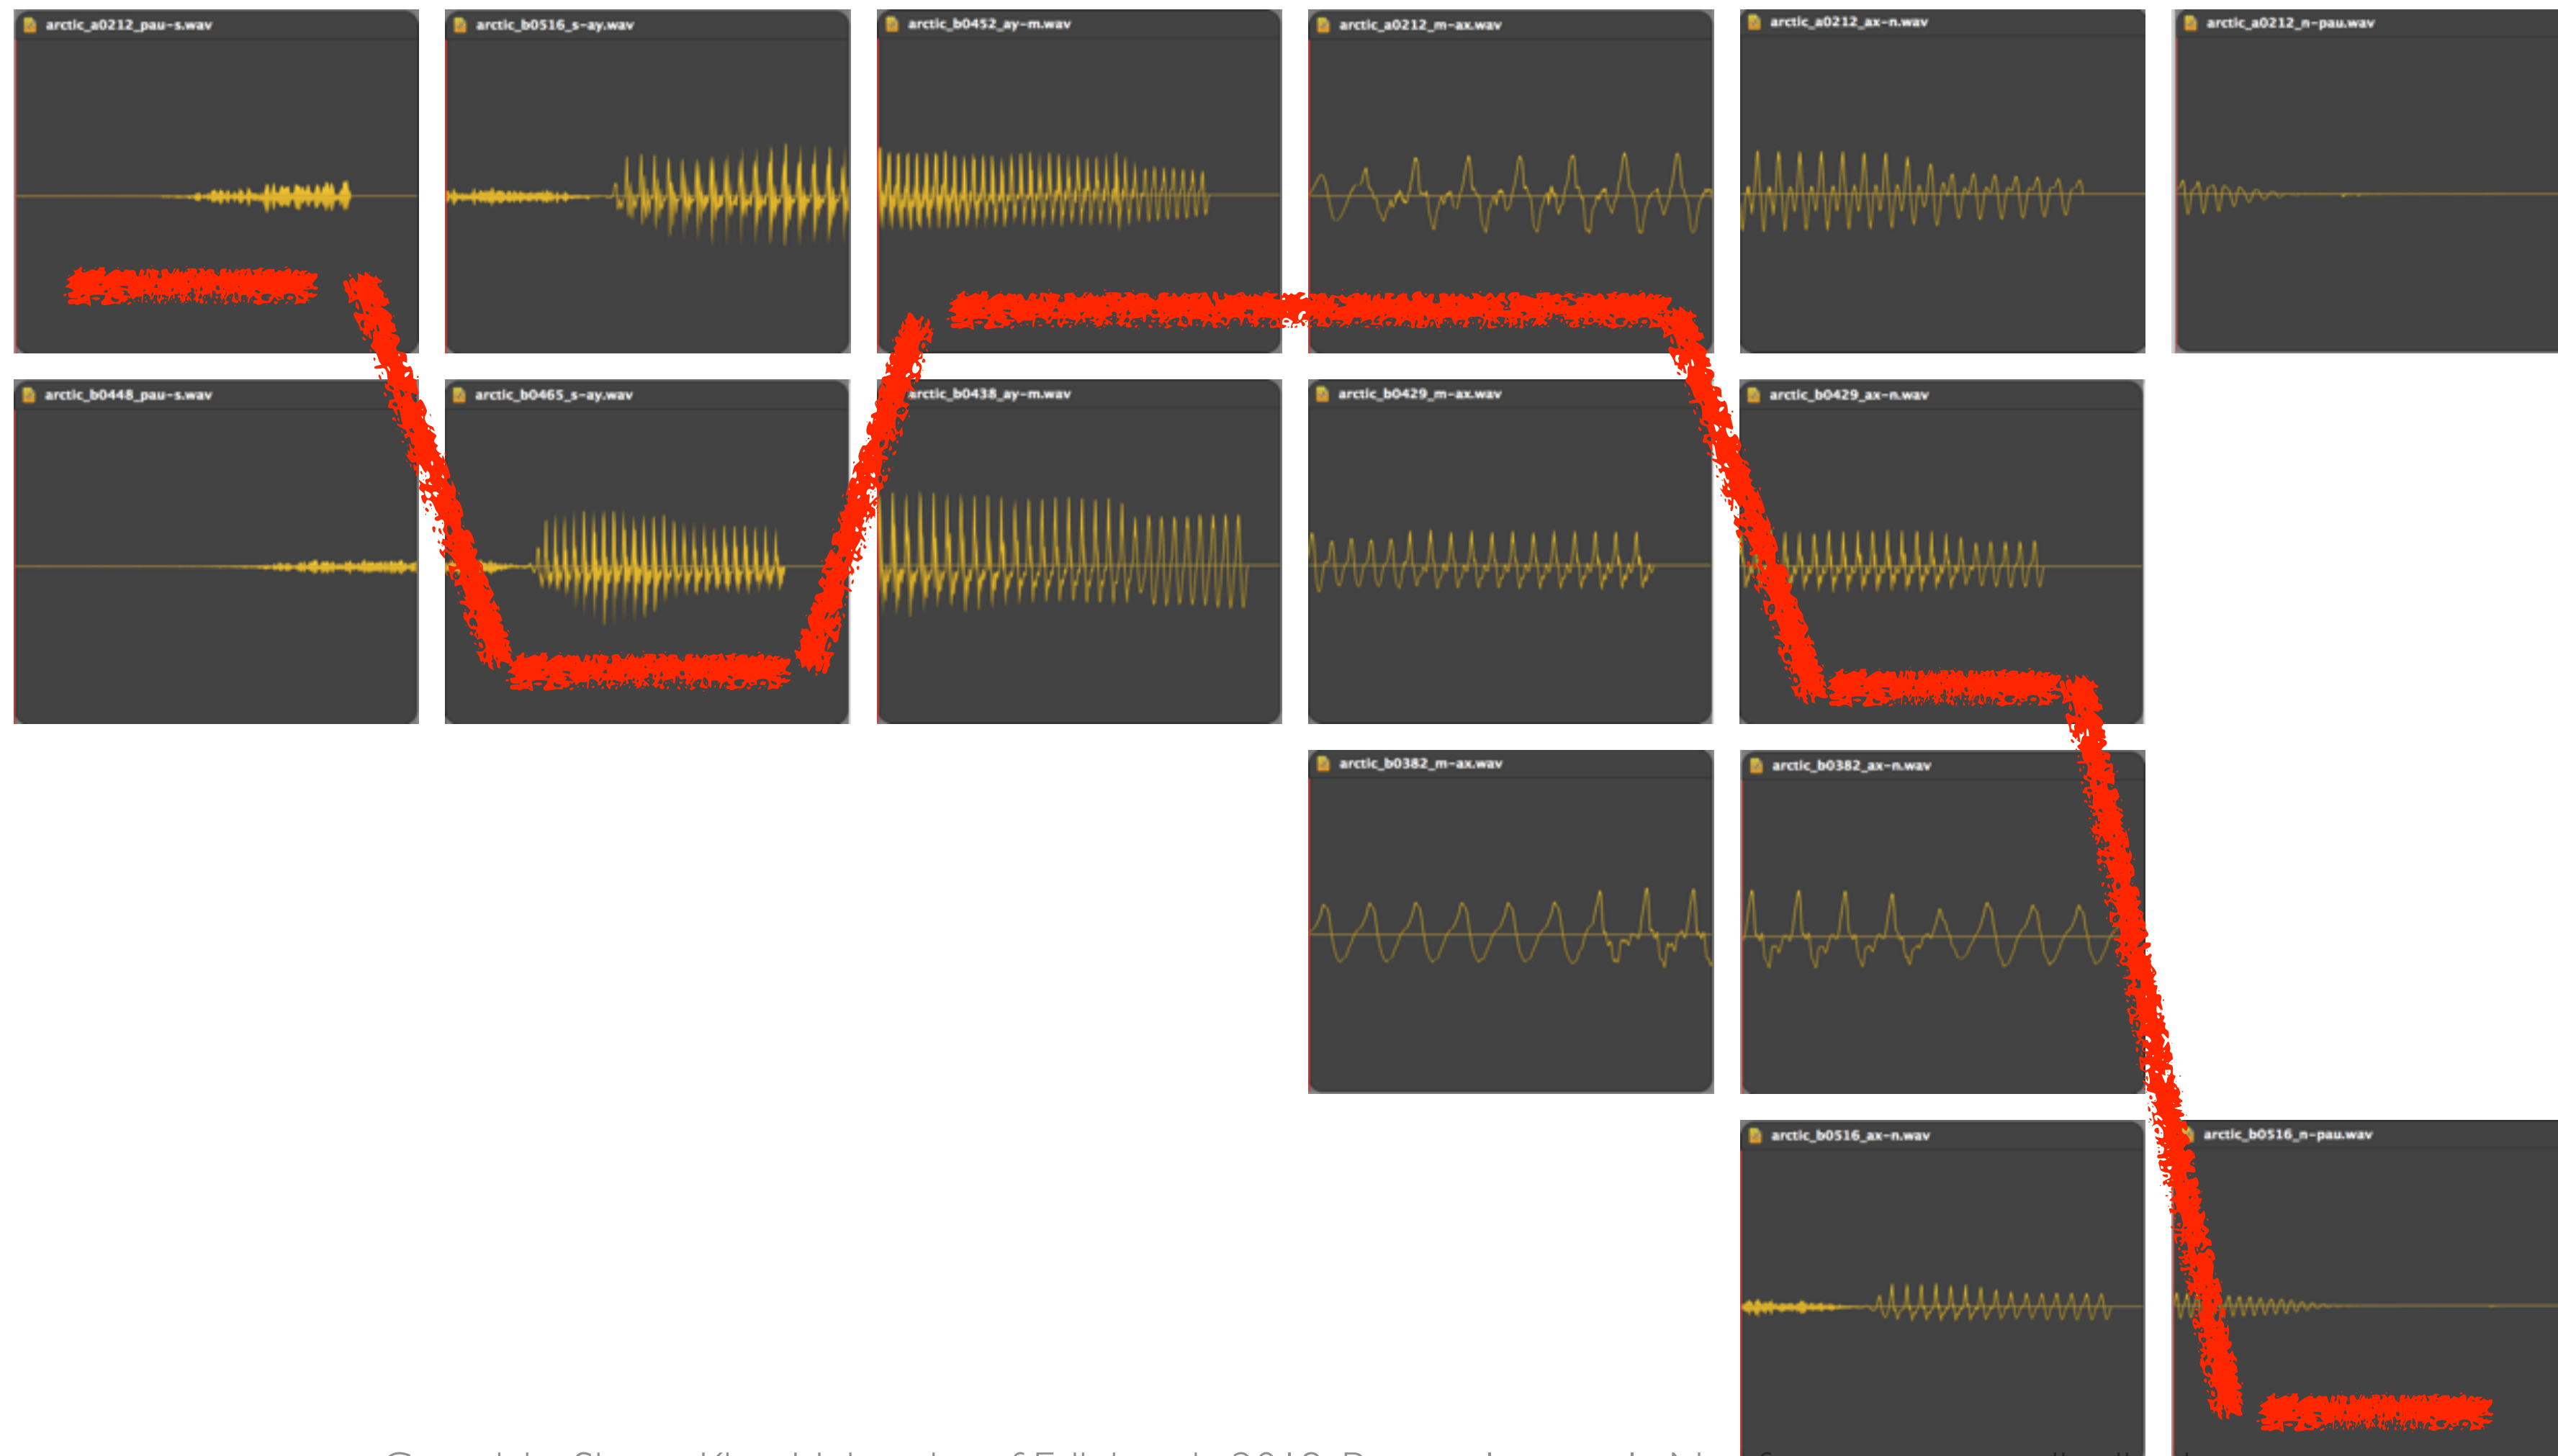 arctic_a0212_pau-s.wav
arctic_b0516_s-ay.wav
arctic_b0452_ay-m.wav
arctic_a0212_m-ax.wav
arctic_a0212_ax-n.wav
arctic_a0212_n-pau.wav
arctic_b0448_pau-s.wav
arctic_b0465_s-ay.wav
arctic_b0438_ay-m.wav
arctic_b0429_m-ax.wav
arctic_b0429_ax-n.wav
arctic_b0382_m-ax.wav
arctic_b0382_ax-n.wav
arctic_b0516_ax-n.wav
arctic_b0516_n-pau.wav